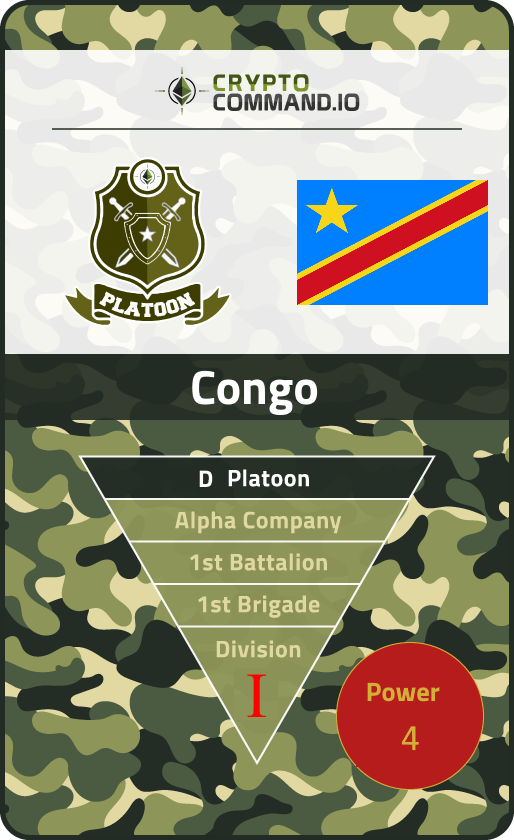 CRYPTO
COMMAND.IO
PLATOON
Congo
D Platoon
Alpha Company
1st Battalion
1st Brigade
Division
I
Power
4